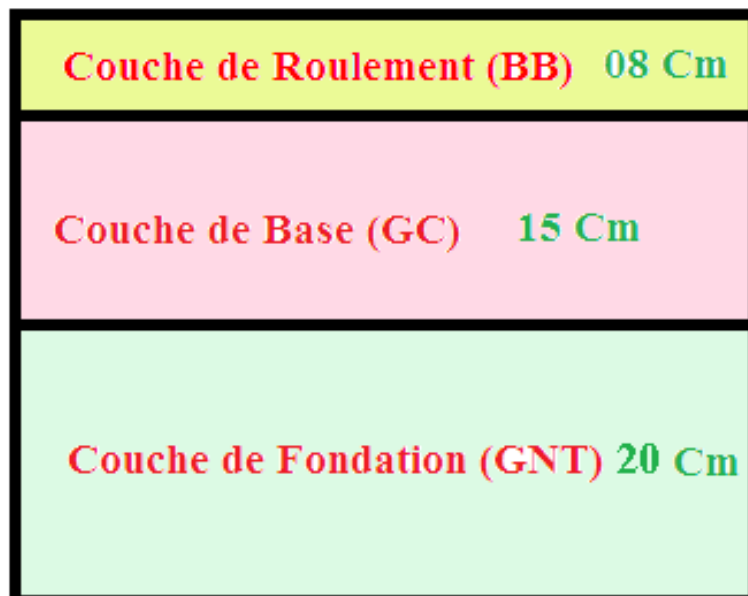 Couche de Roulement (BB) 08 Cm
Couche de Base (GC) 15 Cm
Couche de Fondation (GNT) 20 Cm